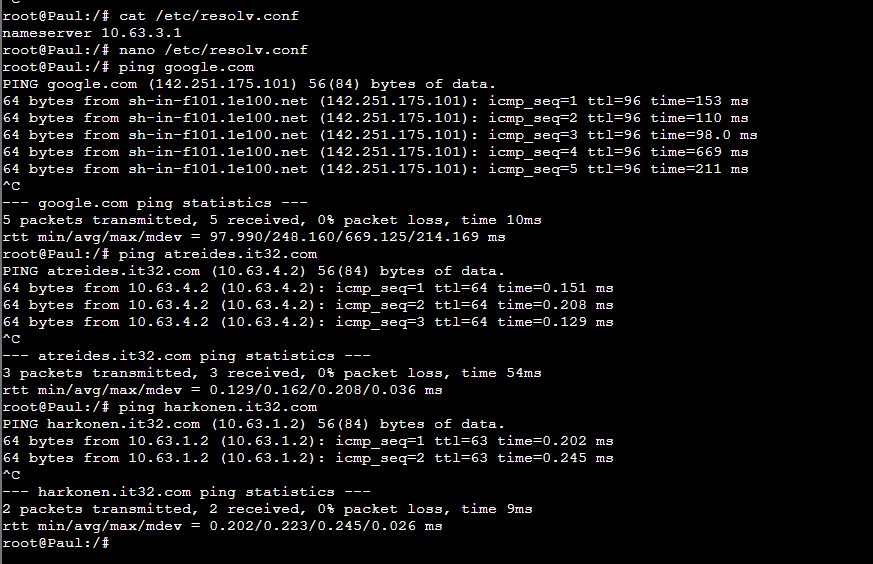 ^C
root@Paul:/# cat /etc/resolv.conf
nameserver 10.63.3.1
root@Paul:/# nano /etc/resolv.conf
root@Paul:/# ping google.com
PING google.com (142.251.175.101) 56(84) bytes of data.
64 bytes from sh-in-f101.1e100.net (142.251.175.101): icmp_seq=1 ttl=96 time=153 ms
64 bytes from sh-in-f101.1e100.net (142.251.175.101): icmp_seq=2 ttl=96 time=110 ms
64 bytes from sh-in-f101.1e100.net (142.251.175.101): icmp_seq=3 ttl=96 time=98.0 ms
64 bytes from sh-in-f101.1e100.net (142.251.175.101): icmp_seq=4 ttl=96 time=669 ms
64 bytes from sh-in-f101.1e100.net (142.251.175.101): icmp_seq=5 ttl=96 time=211 ms
^C
--- google.com ping statistics ---
5 packets transmitted, 5 received, 0% packet loss, time 10ms
rtt min/avg/max/mdev = 97.990/248.160/669.125/214.169 ms
root@Paul:/# ping atreides.it32.com
PING atreides.it32.com (10.63.4.2) 56(84) bytes of data.
64 bytes from 10.63.4.2 (10.63.4.2): icmp_seq=1 ttl=64 time=0.151 ms
64 bytes from 10.63.4.2 (10.63.4.2): icmp_seq=2 ttl=64 time=0.208 ms
64 bytes from 10.63.4.2 (10.63.4.2): icmp_seq=3 ttl=64 time=0.129 ms
^C
--- atreides.it32.com ping statistics ---
3 packets transmitted, 3 received, 0% packet loss, time 54ms
rtt min/avg/max/mdev = 0.129/0.162/0.208/0.036 ms
root@Paul:/# ping harkonen.it32.com
PING harkonen.it32.com (10.63.1.2) 56(84) bytes of data.
64 bytes from 10.63.1.2 (10.63.1.2): icmp_seq=1 ttl=63 time=0.202 ms
64 bytes from 10.63.1.2 (10.63.1.2): icmp_seq=2 ttl=63 time=0.245 ms
^C
--- harkonen.it32.com ping statistics ---
2 packets transmitted, 2 received, 0% packet loss, time 9ms
rtt min/avg/max/mdev = 0.202/0.223/0.245/0.026 ms
root@Paul:/#